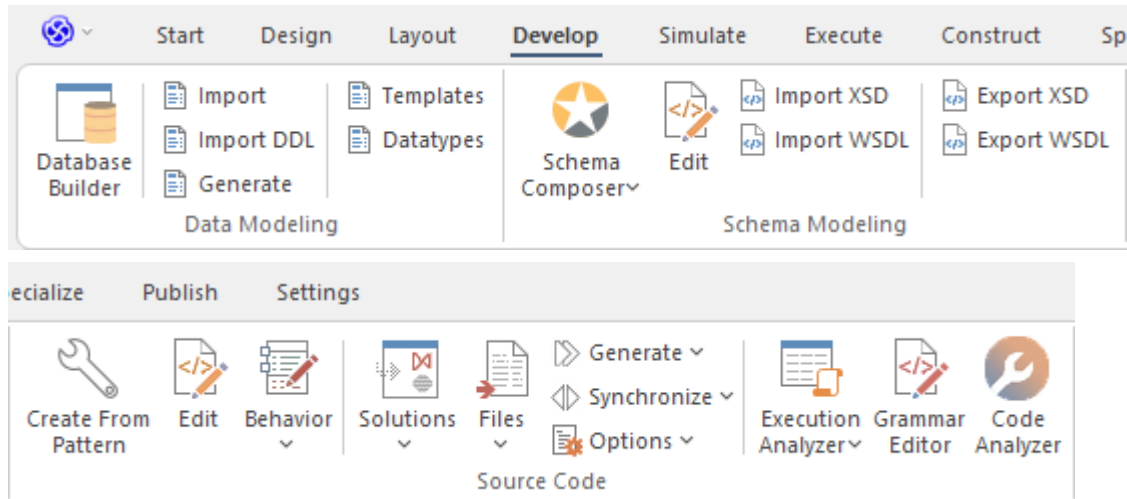 Start Design Layout Develop Simulate Execute Construct Sp
Import Templates Import XSD Export XSD
Import DDL Datatypes Import WSDL Export WSDL
Database Schema Edit
Builder Generate Composer
Data Modeling Schema Modeling
ecialize Publish Settings
Generate
Synchronize
Create From Edit Behavior Solutions Files Execution Grammar Code
Pattern Options Analyzer Editor Analyzer
Source Code